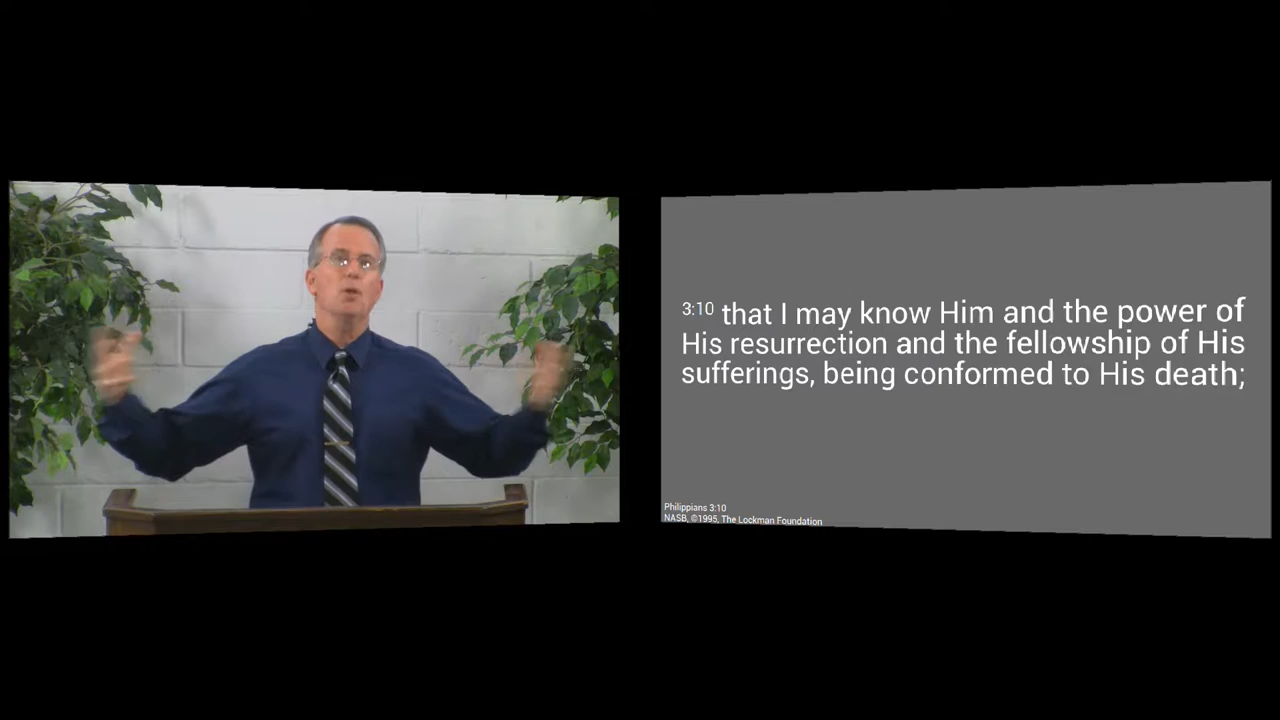 3:10 that I may know Him and the power of
His resurrection and the fellowship of His
sufferings, being conformed to His death;
Philippians 3:10
NASB, ©1995, The Lockman Foundation